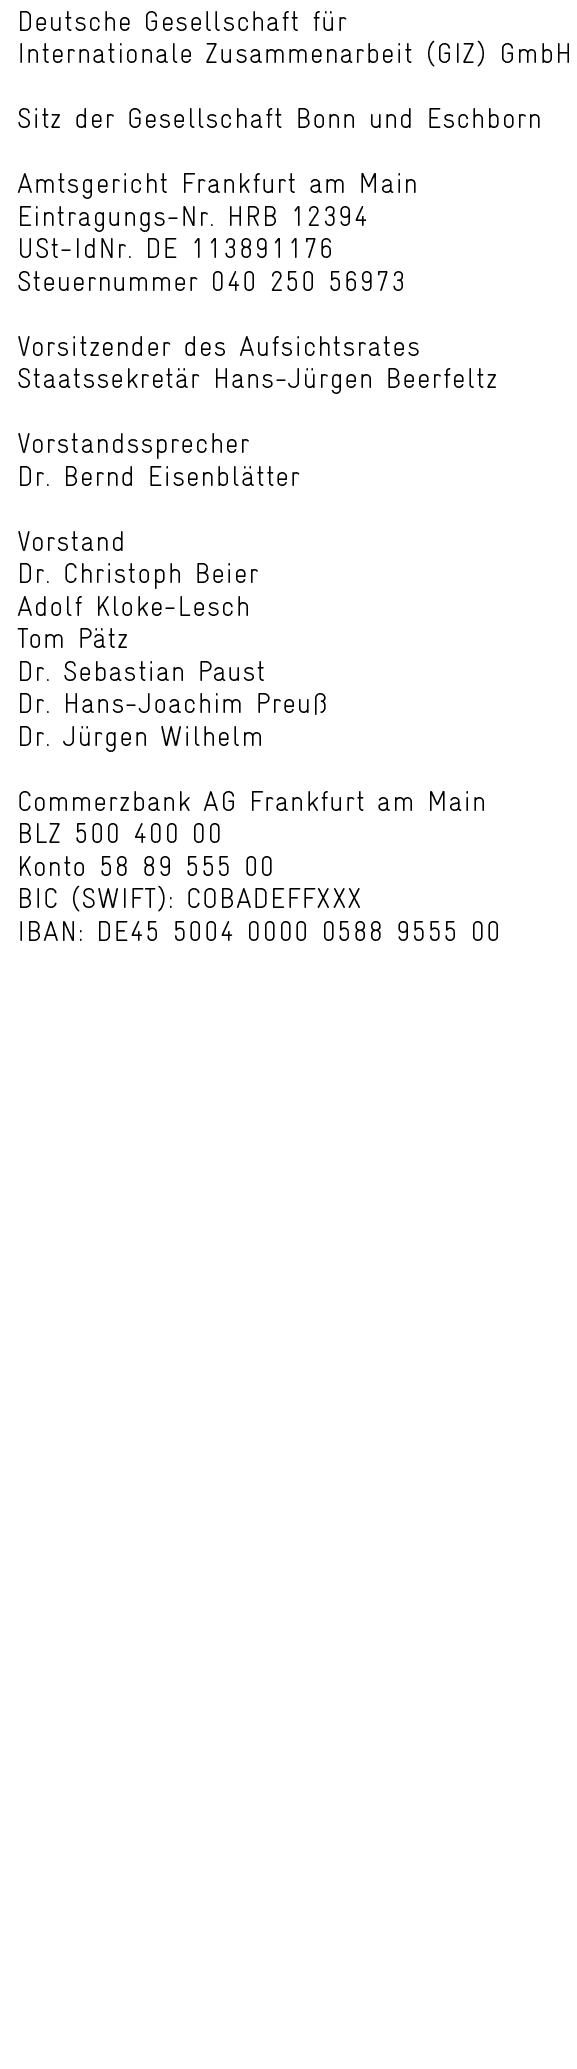 Deutsche Gesellschaft für
Internationale Zusammenarbeit (GIZ) GmbH
Sitz der Gesellschaft Bonn und Eschborn
Amtsgericht Frankfurt am Main
Eintragungs-Nr. HRB 12394
USt-IdNr. DE 113891176
Steuernummer 040 250 56973
Vorsitzender des Aufsichtsrates
Staatssekretär Hans-Jürgen Beerfeltz
Vorstandssprecher
Dr. Bernd Eisenblätter
Vorstand
Dr. Christoph Beier
Adolf Kloke-Lesch
Tom Pätz
Dr. Sebastian Paust
Dr. Hans-Joachim Preuß
Dr. Jürgen Wilhelm
Commerzbank AG Frankfurt am Main
BLZ 500 400 00
Konto 58 89 555 00
BIC (SWIFT): COBADEFFXXX
IBAN: DE45 5004 0000 0588 9555 00